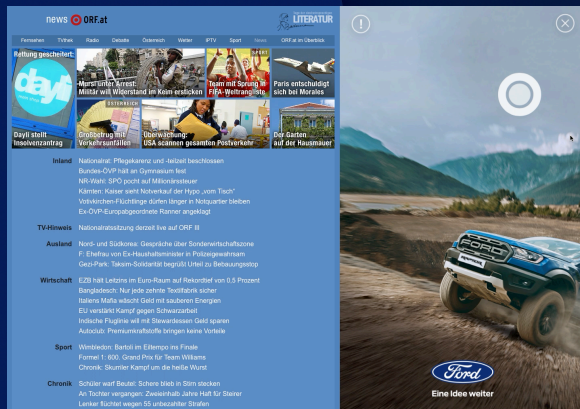 news ORF.at
LITERATUR
Fernsehen TVthek Radio Debatte Österreich Wetter IPTV Sport News ORF.at im Überblick
Rettung gescheitert:
dayli
Dayli stellt
Insolvenzantrag
Mursi unter Arrest:
Militär will Widerstand im Keim ersticken
SPORT
Team mit Sprung in
FIFA-Weltrangliste
Paris entschuldigt
sich bei Morales
ÖSTERREICH
Großbetrug mit
Verkehrsunfällen
Überwachung:
USA scannen gesamten Postverkehr
Der Garten
auf der Hausmauer
Inland Nationalrat: Pflegekarenz und -teilzeit beschlossen
Bundes-ÖVP hält an Gymnasium fest
NR-Wahl: SPÖ pocht auf Millionärssteuer
Kärnten: Kaiser sieht Notverkauf der Hypo „vom Tisch“
Votivkirchen-Flüchtlinge dürfen länger in Notquartier bleiben
Ex-ÖVP-Europabgeordnete Ranner angeklagt
TV-Hinweis Nationalratssitzung derzeit live auf ORF III
Ausland Nord- und Südkorea: Gespräche über Sonderwirtschaftszone
F: Ehefrau von Ex-Haushaltsminister in Polizeigewahrsam
Gezi-Park: Taksim-Solidarität begrüßt Urteil zu Bebauungsstop
Wirtschaft EZB hält Leitzins im Euro-Raum auf Rekordtief von 0,5 Prozent
Bangladesch: Nur jede zehnte Textilfabrik sicher
Italiens Mafia wäscht Geld mit sauberen Energien
EU verstärkt Kampf gegen Schwarzarbeit
Indische Fluglinie will mit Stewardessen Geld sparen
Autoclub: Premiumkraftstoffe bringen keine Vorteile
Sport Wimbledon: Bartoli im Eiltempo ins Finale
Formel 1: 600. Grand Prix für Team Williams
Chronik: Skurriler Kampf um die heiße Wurst
Chronik Schüler warf Beutel: Schere blieb in Stirn stecken
An Tochter vergangen: Zweieinhalb Jahre Haft für Steirer
Lenker flüchtet wegen 55 unbezahlter Strafen
FORD
Ford
Eine Idee weiter